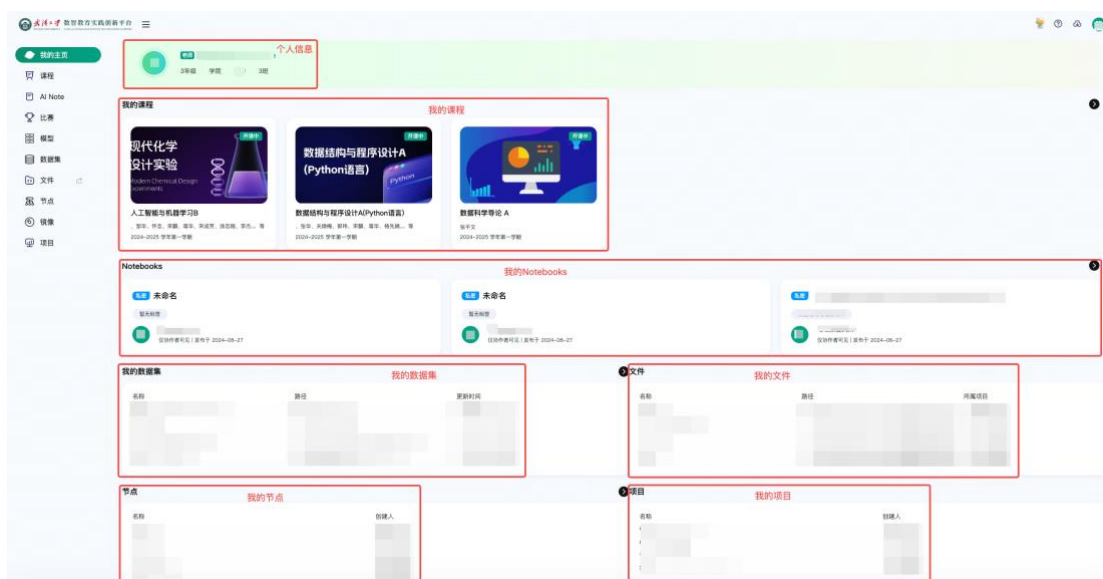 武汉大学 数智教育实践创新平台
我的主页
课程
AI Note
比赛
模型
数据集
文件
节点
镜像
项目
老师
个人信息
3年级 学院 3班
我的课程
我的课程
开课中
现代化学
设计实验
Modern Chemical Design
Experiments
人工智能与机器学习B
2024-2025 学年第一学期
开课中
数据结构与程序设计A
(Python语言)
Python
数据结构与程序设计A(Python语言)
2024-2025 学年第一学期
开课中
数据科学导论 A
2024-2025 学年第一学期
Notebooks
我的Notebooks
私密 未命名
暂无标签
仅协作者可见 | 发布于 2024-08-27
私密 未命名
暂无标签
仅协作者可见 | 发布于 2024-08-27
私密
仅协作者可见 | 发布于 2024-08-27
我的数据集
我的数据集
名称 路径 更新时间
文件
我的文件
名称 路径 所属项目
节点
我的节点
名称 创建人
项目
我的项目
名称 创建人